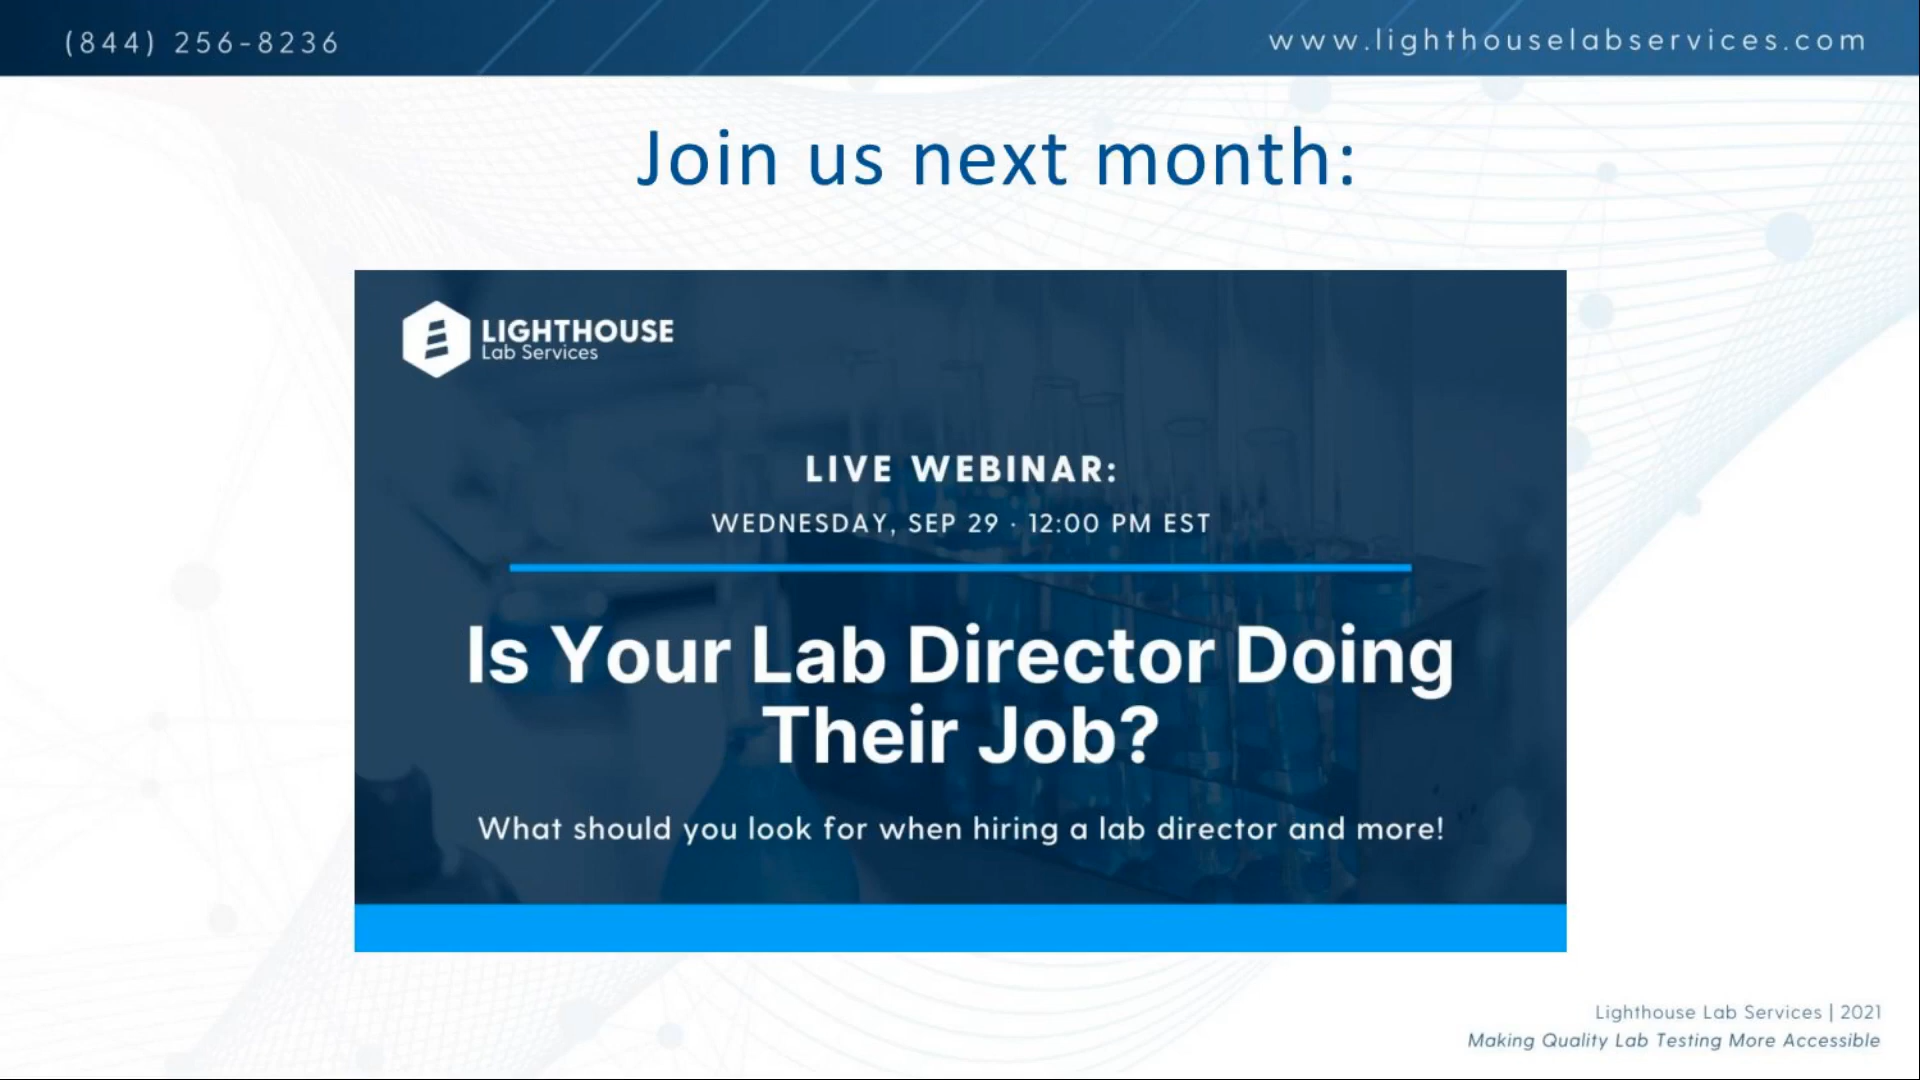 (844) 256-8236
www.lighthouselabservices.com
Join us next month:
LIGHTHOUSE
Lab Services
LIVE WEBINAR:
WEDNESDAY, SEP 29 · 12:00 PM EST
Is Your Lab Director Doing
Their Job?
What should you look for when hiring a lab director and more!
Lighthouse Lab Services | 2021
Making Quality Lab Testing More Accessible